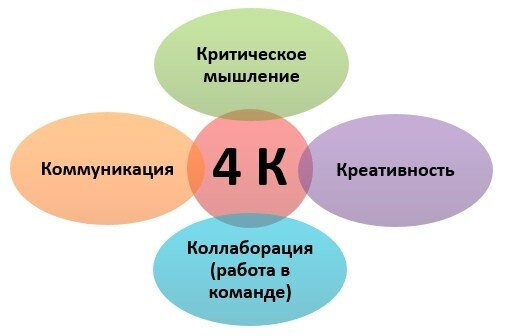 Критическое
мышление
Коммуникация
4 К
Креативность
Коллаборация
(работа в
команде)